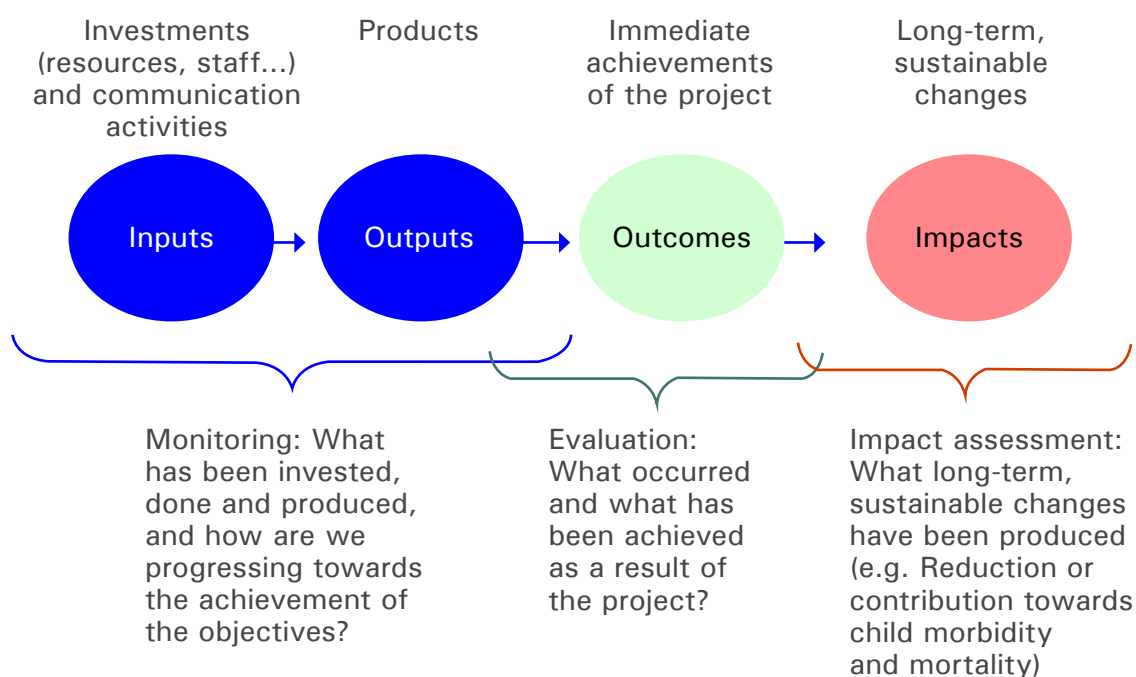 Investments
(resources, staff...)
and communication
activities
Products
Immediate
achievements
of the project
Long-term,
sustainable
changes
Inputs
Outputs
Outcomes
Impacts
Monitoring: What
has been invested,
done and produced,
and how are we
progressing towards
the achievement of
the objectives?
Evaluation:
What occurred
and what has
been achieved
as a result of
the project?
Impact assessment:
What long-term,
sustainable changes
have been produced
(e.g. Reduction or
contribution towards
child morbidity
and mortality)